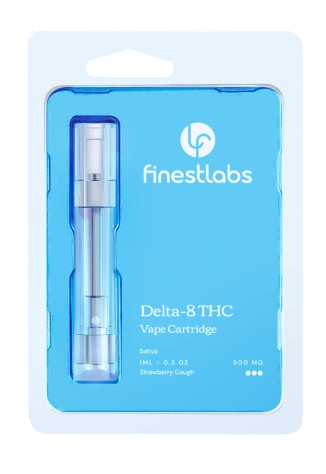 finestlabs
Delta-8 THC
Vape Cartridge
Sativa
1ML - 0.3 OZ 900 MG
Strawberry Cough